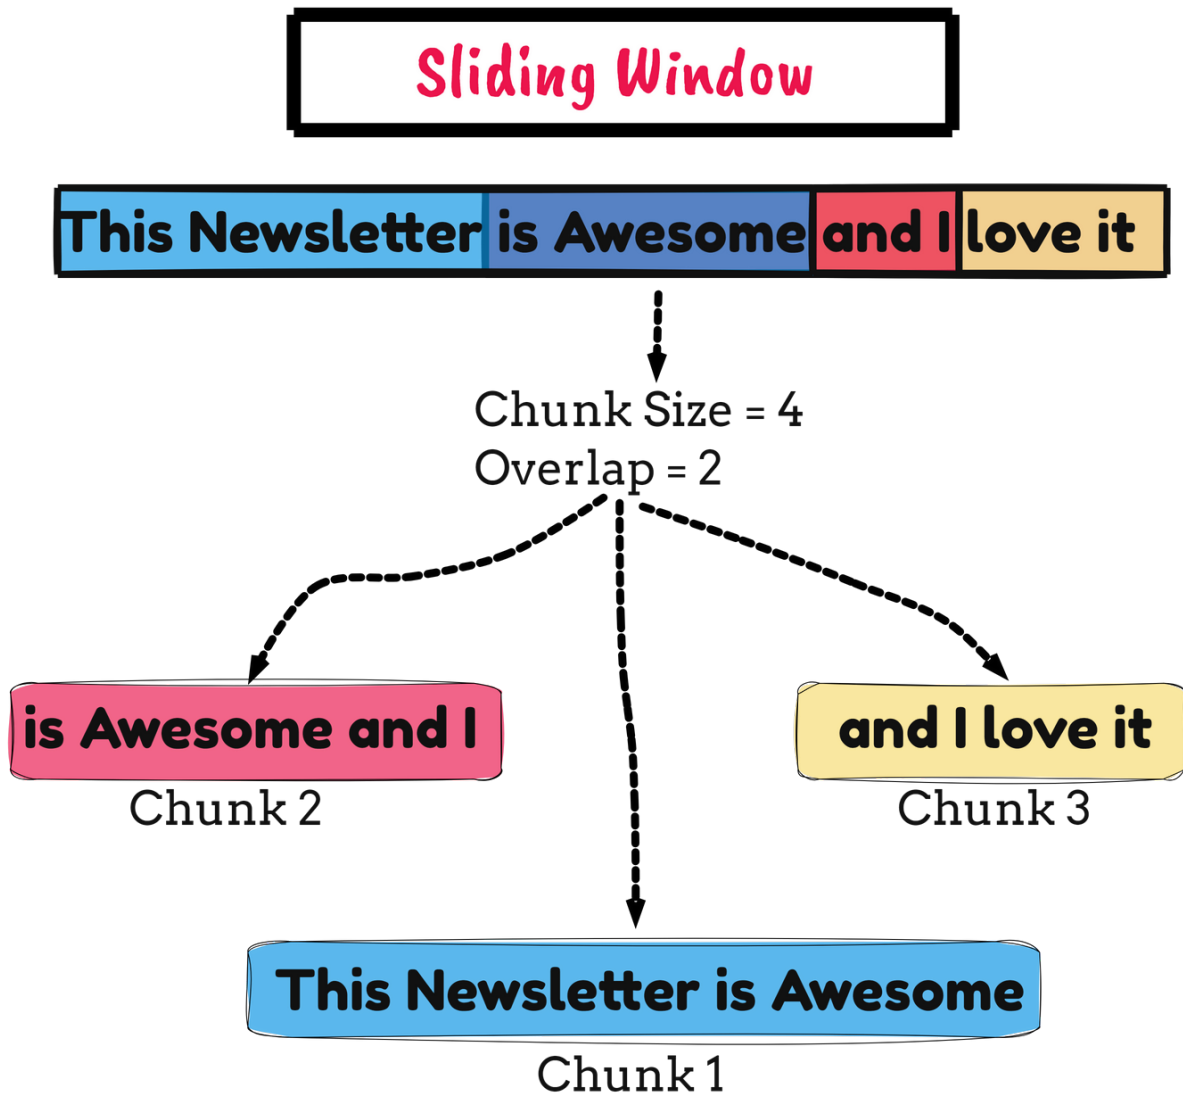 Sliding Window
This Newsletter is Awesome and I love it
Chunk Size = 4
Overlap = 2
is Awesome and I
Chunk 2
and I love it
Chunk 3
This Newsletter is Awesome
Chunk 1